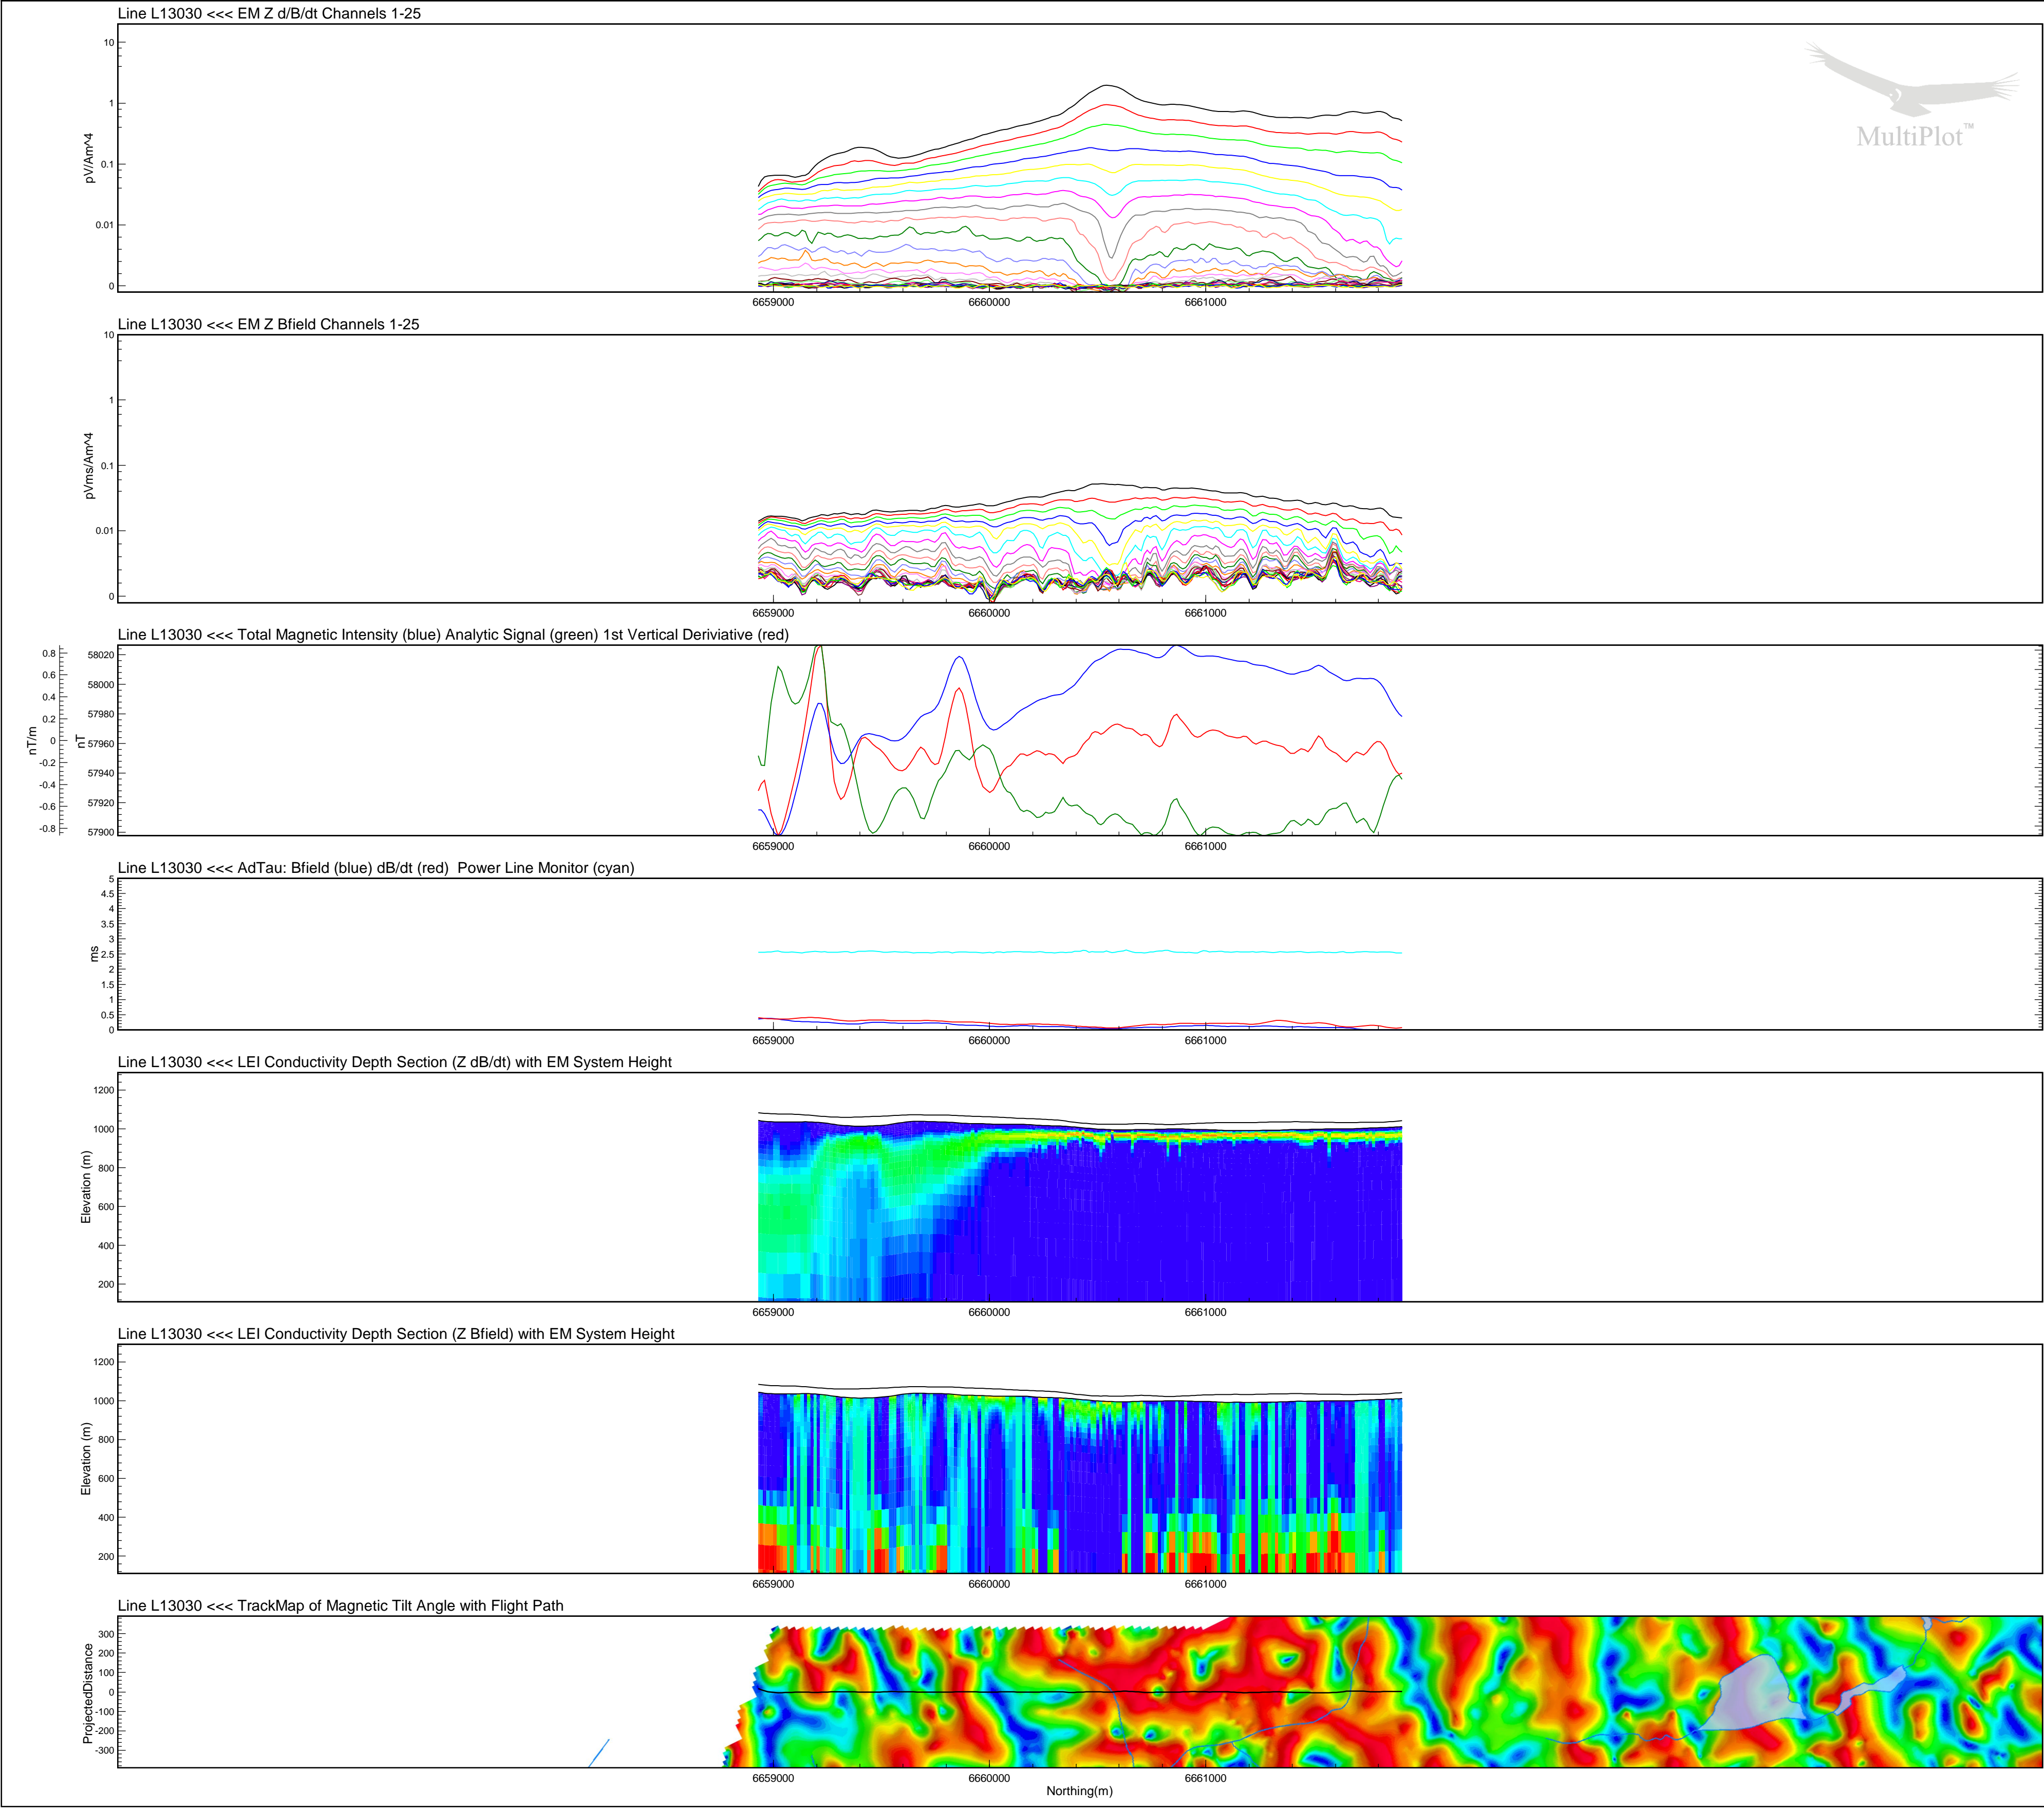 Line L13030 <<< EM Z d/B/dt Channels 1-25
10
1
0.1
0.01
0
pV/Am^4
MultiPlot™
6659000 6660000 6661000
Line L13030 <<< EM Z Bfield Channels 1-25
10
1
0.1
0.01
0
pVms/Am^4
6659000 6660000 6661000
Line L13030 <<< Total Magnetic Intensity (blue) Analytic Signal (green) 1st Vertical Deriviative (red)
0.8
0.6
0.4
0.2
0
-0.2
-0.4
-0.6
-0.8
nT/m
58020
58000
57980
57960
57940
57920
57900
nT
6659000 6660000 6661000
Line L13030 <<< AdTau: Bfield (blue) dB/dt (red) Power Line Monitor (cyan)
5
4.5
4
3.5
3
2.5
2
1.5
1
0.5
0
ms
6659000 6660000 6661000
Line L13030 <<< LEI Conductivity Depth Section (Z dB/dt) with EM System Height
1200
1000
800
600
400
200
Elevation (m)
6659000 6660000 6661000
Line L13030 <<< LEI Conductivity Depth Section (Z Bfield) with EM System Height
1200
1000
800
600
400
200
Elevation (m)
6659000 6660000 6661000
Line L13030 <<< TrackMap of Magnetic Tilt Angle with Flight Path
300
200
100
0
-100
-200
-300
ProjectedDistance
6659000 6660000 6661000
Northing(m)